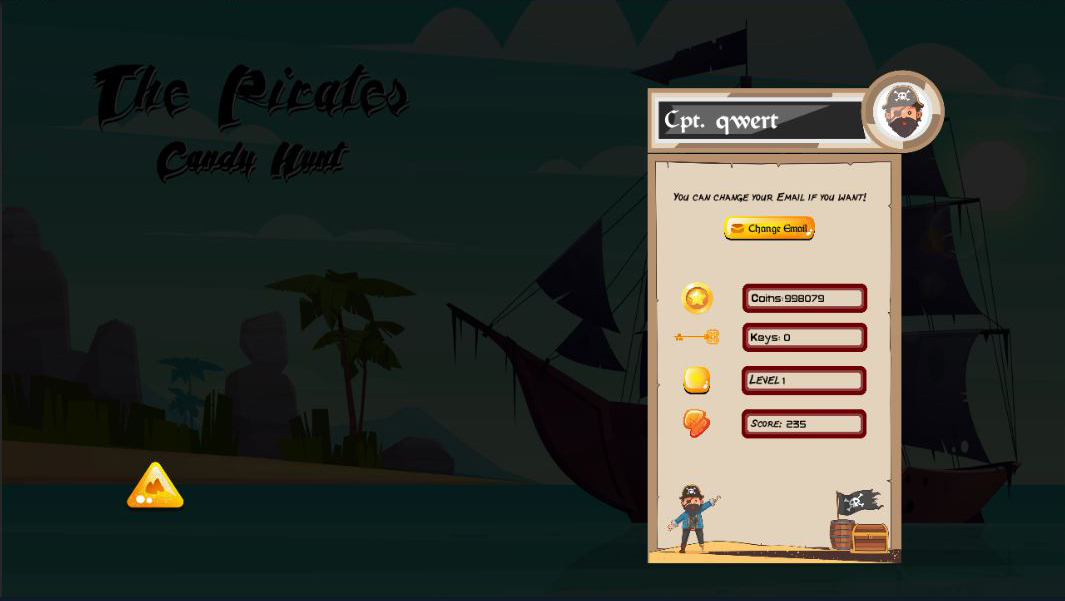 The Pirates
Candy Hunt
Cpt. qwert
You can change your Email if you want!
Change Email
Coins:998079
Keys: 0
Level 1
Score: 235